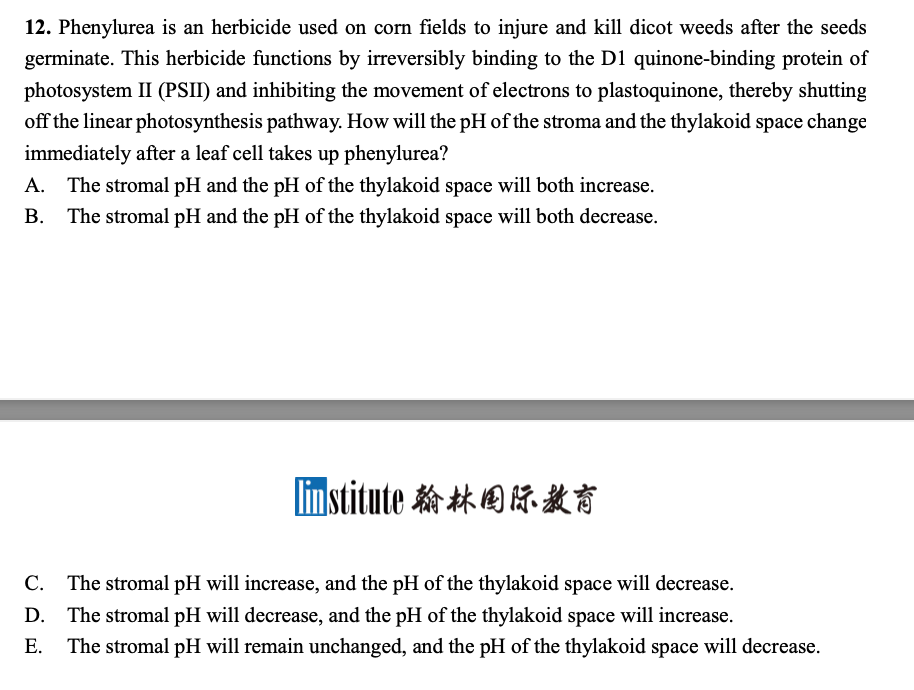 12. Phenylurea is an herbicide used on corn fields to injure and kill dicot weeds after the seeds
germinate. This herbicide functions by irreversibly binding to the D1 quinone-binding protein of
photosystem II (PSII) and inhibiting the movement of electrons to plastoquinone, thereby shutting
off the linear photosynthesis pathway. How will the pH of the stroma and the thylakoid space change
immediately after a leaf cell takes up phenylurea?
A. The stromal pH and the pH of the thylakoid space will both increase.
B. The stromal pH and the pH of the thylakoid space will both decrease.
linstitute 翰林国际教育
C. The stromal pH will increase, and the pH of the thylakoid space will decrease.
D. The stromal pH will decrease, and the pH of the thylakoid space will increase.
E. The stromal pH will remain unchanged, and the pH of the thylakoid space will decrease.